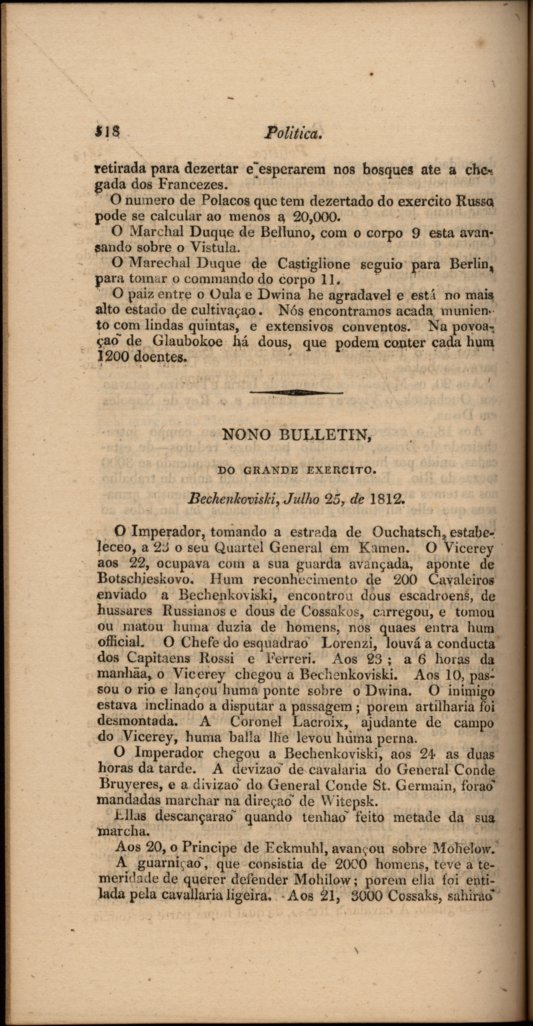 518 Politica.
retirada para dezertar e esperarem nos bosques ate a che-
gada dos Francezes.
O numero de Polacos que tem dezertado do exercito Russo
pode se calcular ao menos a 20,000.
O Marchal Duque de Belluno, com o corpo 9 esta avan-
sando sobre o Vistula.
O Marechal Duque de Castiglione seguio para Berlin,
para tomar o commando do corpo 11.
O paiz entre o Oula e Dwina he agradavel e está no mais
alto estado de cultivaçao. Nós encontramos acada munien-
to com lindas quintas, e extensivos conventos. Na povoa-
çaõ de Glaubokoe há dous, que podem conter cada hum
1200 doentes.
NONO BULLETIN,
DO GRANDE EXERCITO.
Bechenkoviski, Julho 25, de 1812.
O Imperador, tomando a estrada de Ouchatsch, estabe-
leceo, a 23 o seu Quartel General em Kamen. O Vicerey
aos 22, ocupava com a sua guarda avançada, aponte de
Botschieskovo. Hum reconhecimento de 200 Cavaleiros
enviado a Bechenkoviski, encontrou dous escadroens, de
hussares Russianos e dous de Cossakos, carregou, e tomou
ou matou huma duzia de homens, nos quaes entra hum
official. O Chefe do esquadraõ Lorenzi, louvá a conducta
dos Capitaens Rossi e Ferreri. Aos 23; a 6 horas da
manhãa, o Vicerey chegou a Bechenkoviski. Aos 10, pas-
sou o rio e lançou huma ponte sobre o Dwina. O inimigo
estava inclinado a disputar a passagem; porem artilharia foi
desmontada. A Coronel Lacroix, ajudante de campo
do Vicerey, huma balla lhe levou huma perna.
O Imperador chegou a Bechenkoviski, aos 24 as duas
horas da tarde. A devizaõ de cavalaria do General Conde
Bruyeres, e a divizaõ do General Conde St. Germain, foraõ
mandadas marchar na direçaõ de Witepsk.
Ellas descançaraõ quando tenhaõ feito metade da sua
marcha.
Aos 20, o Principe de Eckmuhl, avançou sobre Mohelow.
A guarniçaõ, que consistia de 2000 homens, teve a te-
meridade de querer defender Mohilow; porem ella foi enti-
lada pela cavallaria ligeira. Aos 21, 3000 Cossaks, sahiraõ